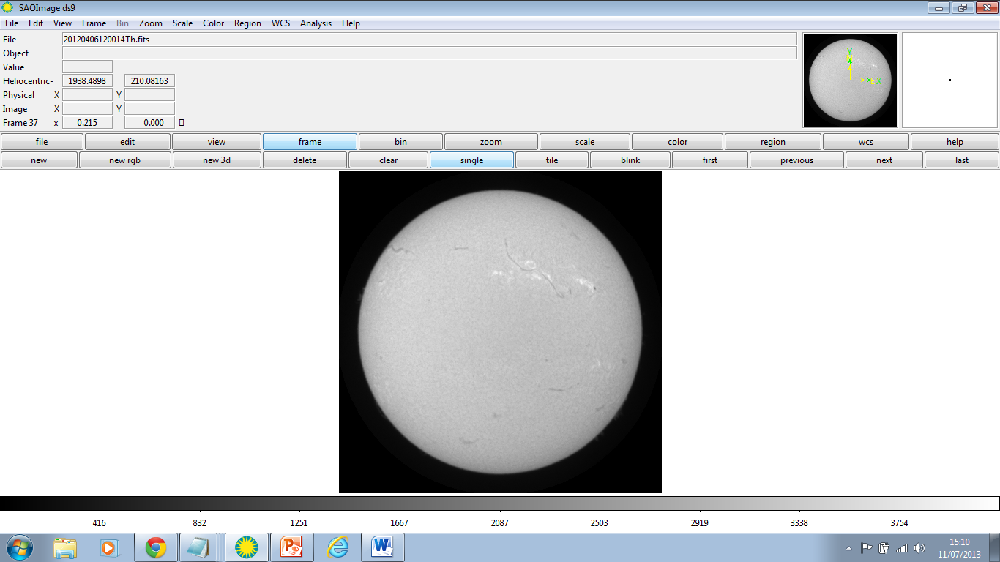 SAOImage ds9
File Edit View Frame Bin Zoom Scale Color Region WCS Analysis Help
File 20120406120014Th.fits
Object
Value
Heliocentric- 1938.4898 210.08163
Physical X Y
Image X Y
Frame 37 x 0.215 0.000
file edit view frame bin zoom scale color region wcs help
new new rgb new 3d delete clear single tile blink first previous next last
Y
N
E X
416 832 1251 1667 2087 2503 2919 3338 3754
15:10
11/07/2013